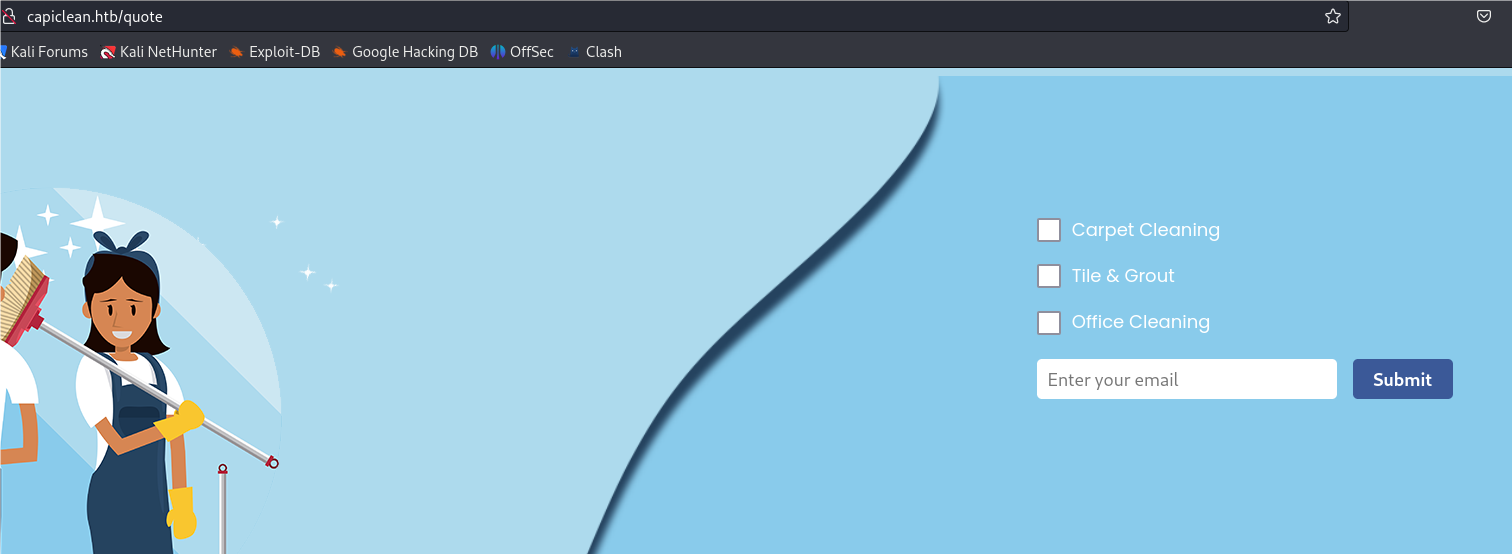 capiclean.htb/quote
Kali Forums Kali NetHunter Exploit-DB Google Hacking DB OffSec Clash
Carpet Cleaning
Tile & Grout
Office Cleaning
Enter your email Submit